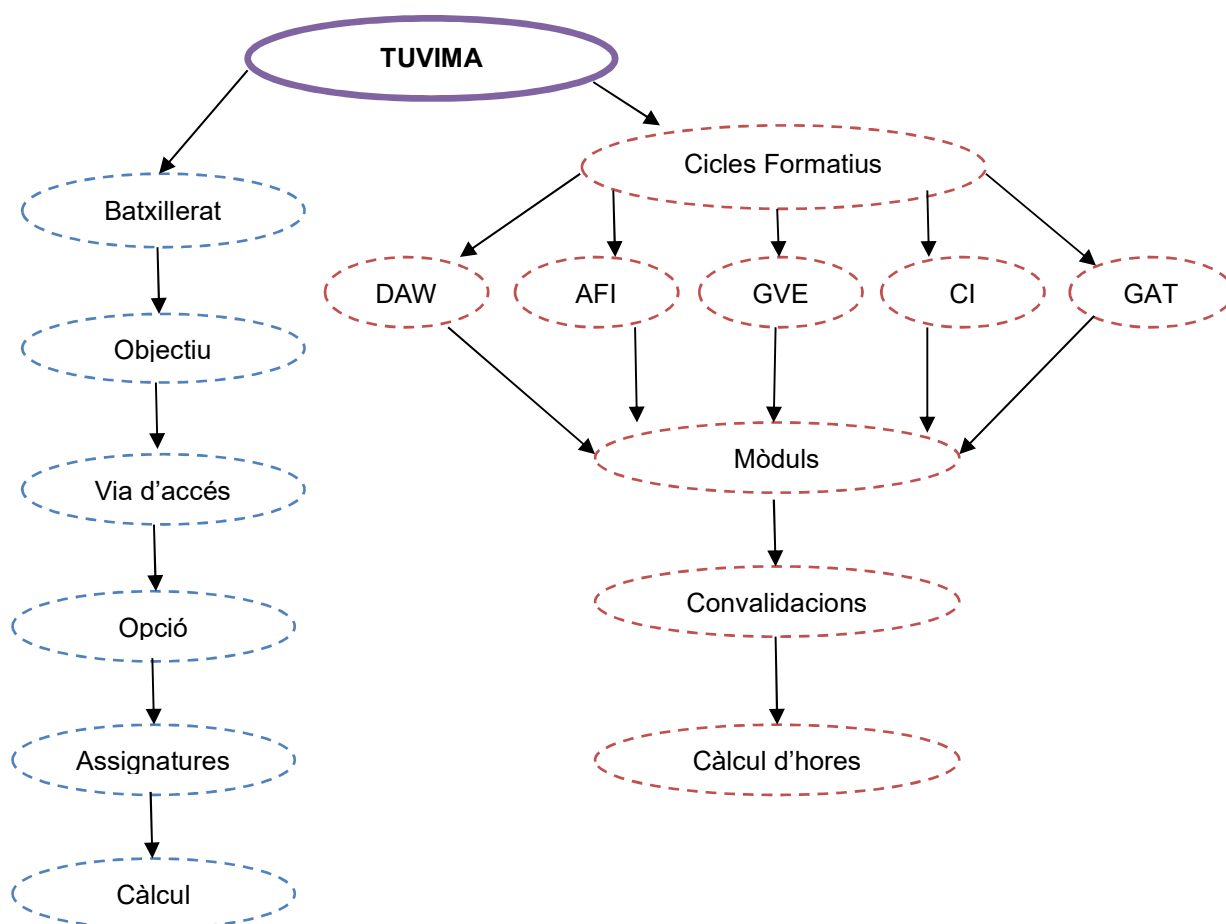 TUVIMA
Cicles Formatius
Batxillerat
DAW
AFI
GVE
CI
GAT
Objectiu
Mòduls
Via d’accés
Convalidacions
Opció
Assignatures
Càlcul d’hores
Càlcul